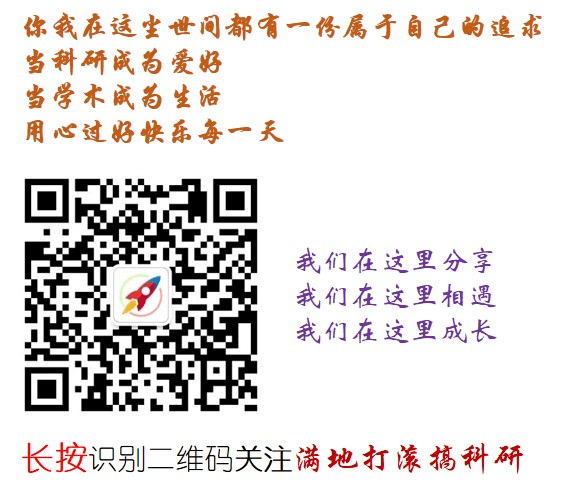 你我在这尘世间都有一份属于自己的追求
当科研成为爱好
当学术成为生活
用心过好快乐每一天
我们在这里分享
我们在这里相遇
我们在这里成长
长按识别二维码关注满地打滚搞科研